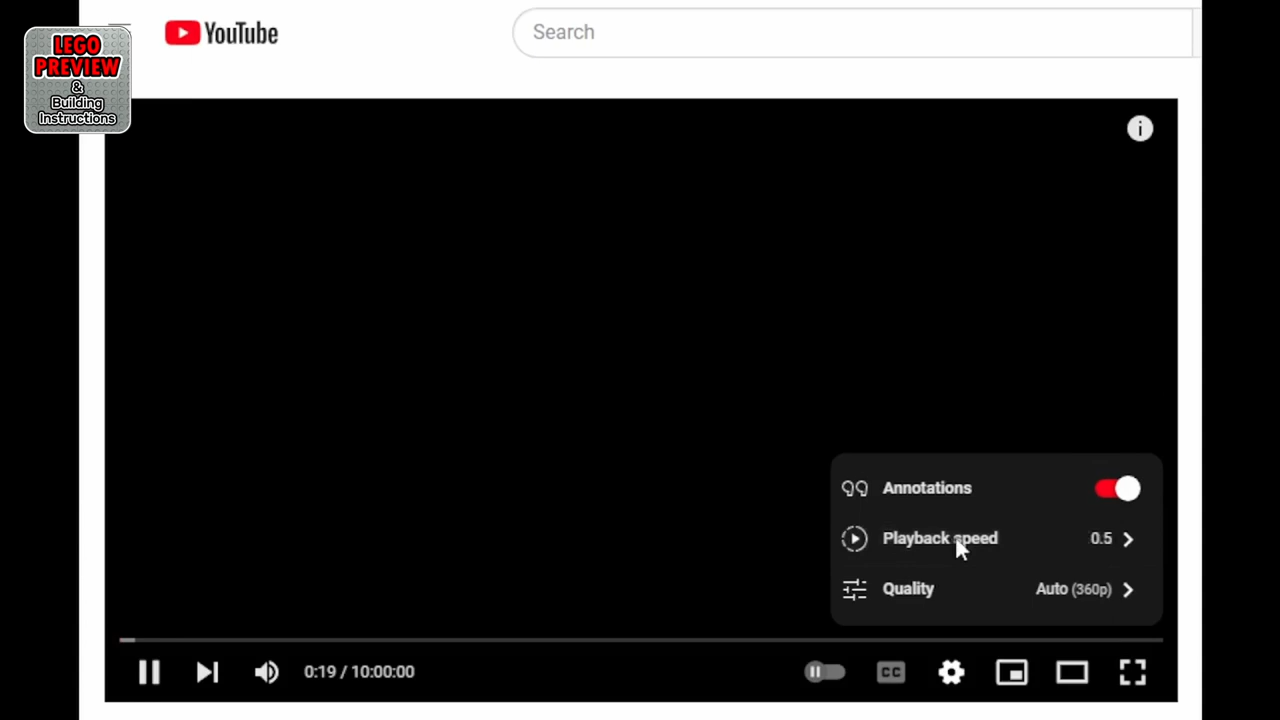 YouTube
Search
LEGO
PREVIEW
&
Building
Instructions
i
Annotations
Playback speed 0.5
Quality Auto (360p)
0:19 / 10:00:00
CC